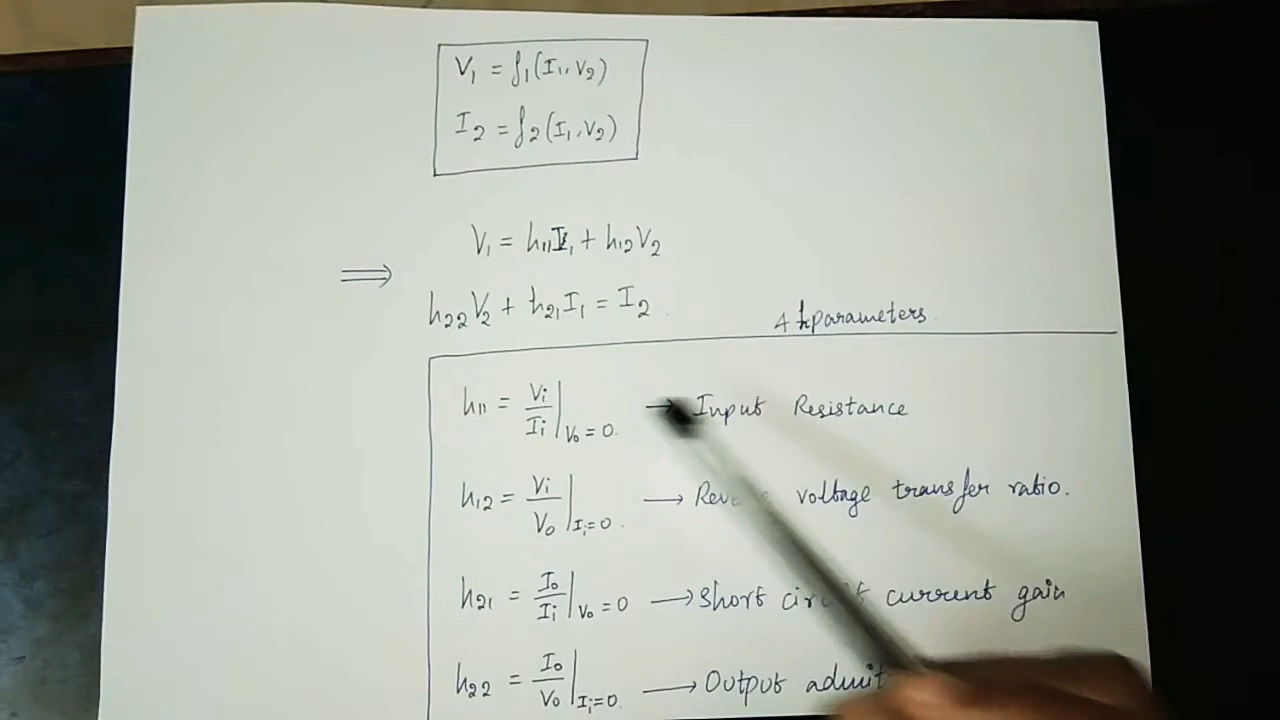 V₁ = f₁(I₁, V₂)
I₂ = f₂(I₁, V₂)
⟹ V₁ = h₁₁I₁ + h₁₂V₂
h₂₂V₂ + h₂₁I₁ = I₂
4 h parameters.
h₁₁ = Vi/Ii |V₀ = 0. → Input Resistance
h₁₂ = Vi/V₀ |Ii = 0. → voltage transfer ratio.
h₂₁ = I₀/Ii |V₀ = 0 → Short current gain
h₂₂ = I₀/V₀ |Ii = 0. → Output